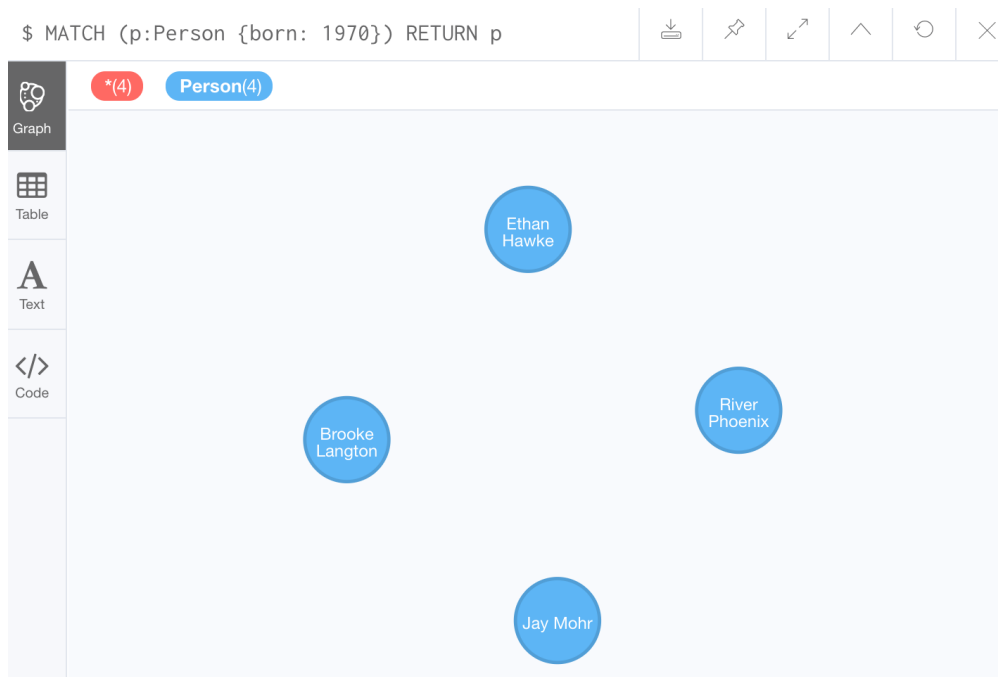 $ MATCH (p:Person {born: 1970}) RETURN p
*(4) Person(4)
Graph
Table
A
Text
</>
Code
Ethan
Hawke
River
Phoenix
Brooke
Langton
Jay Mohr